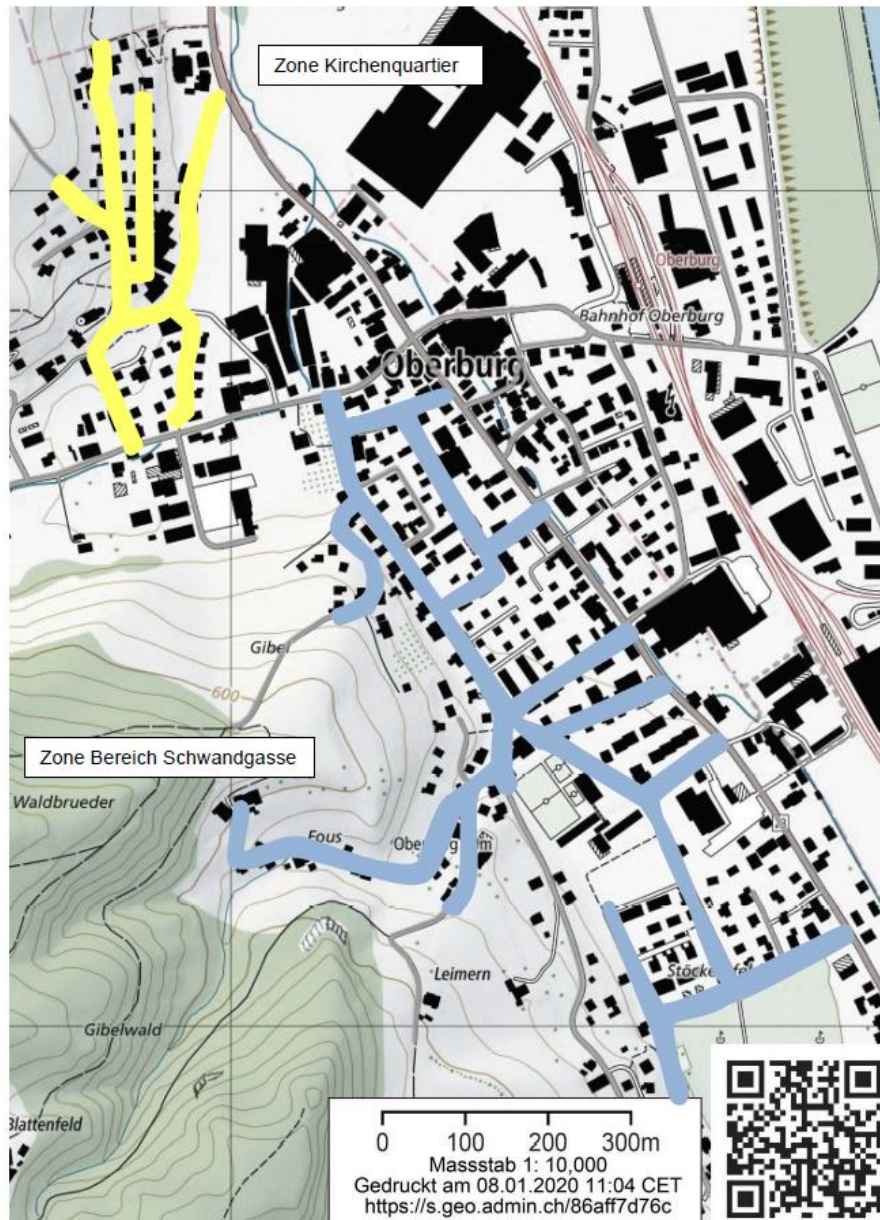 Zone Kirchenquartier
Oberburg
Bahnhof Oberburg
Oberburg
Gibel
600
Zone Bereich Schwandgasse
Waldbrueder
Fous
23
Leimern
Gibelwald
Blattenfeld
0 100 200 300m
Massstab 1: 10,000
Gedruckt am 08.01.2020 11:04 CET
https://s.geo.admin.ch/86aff7d76c